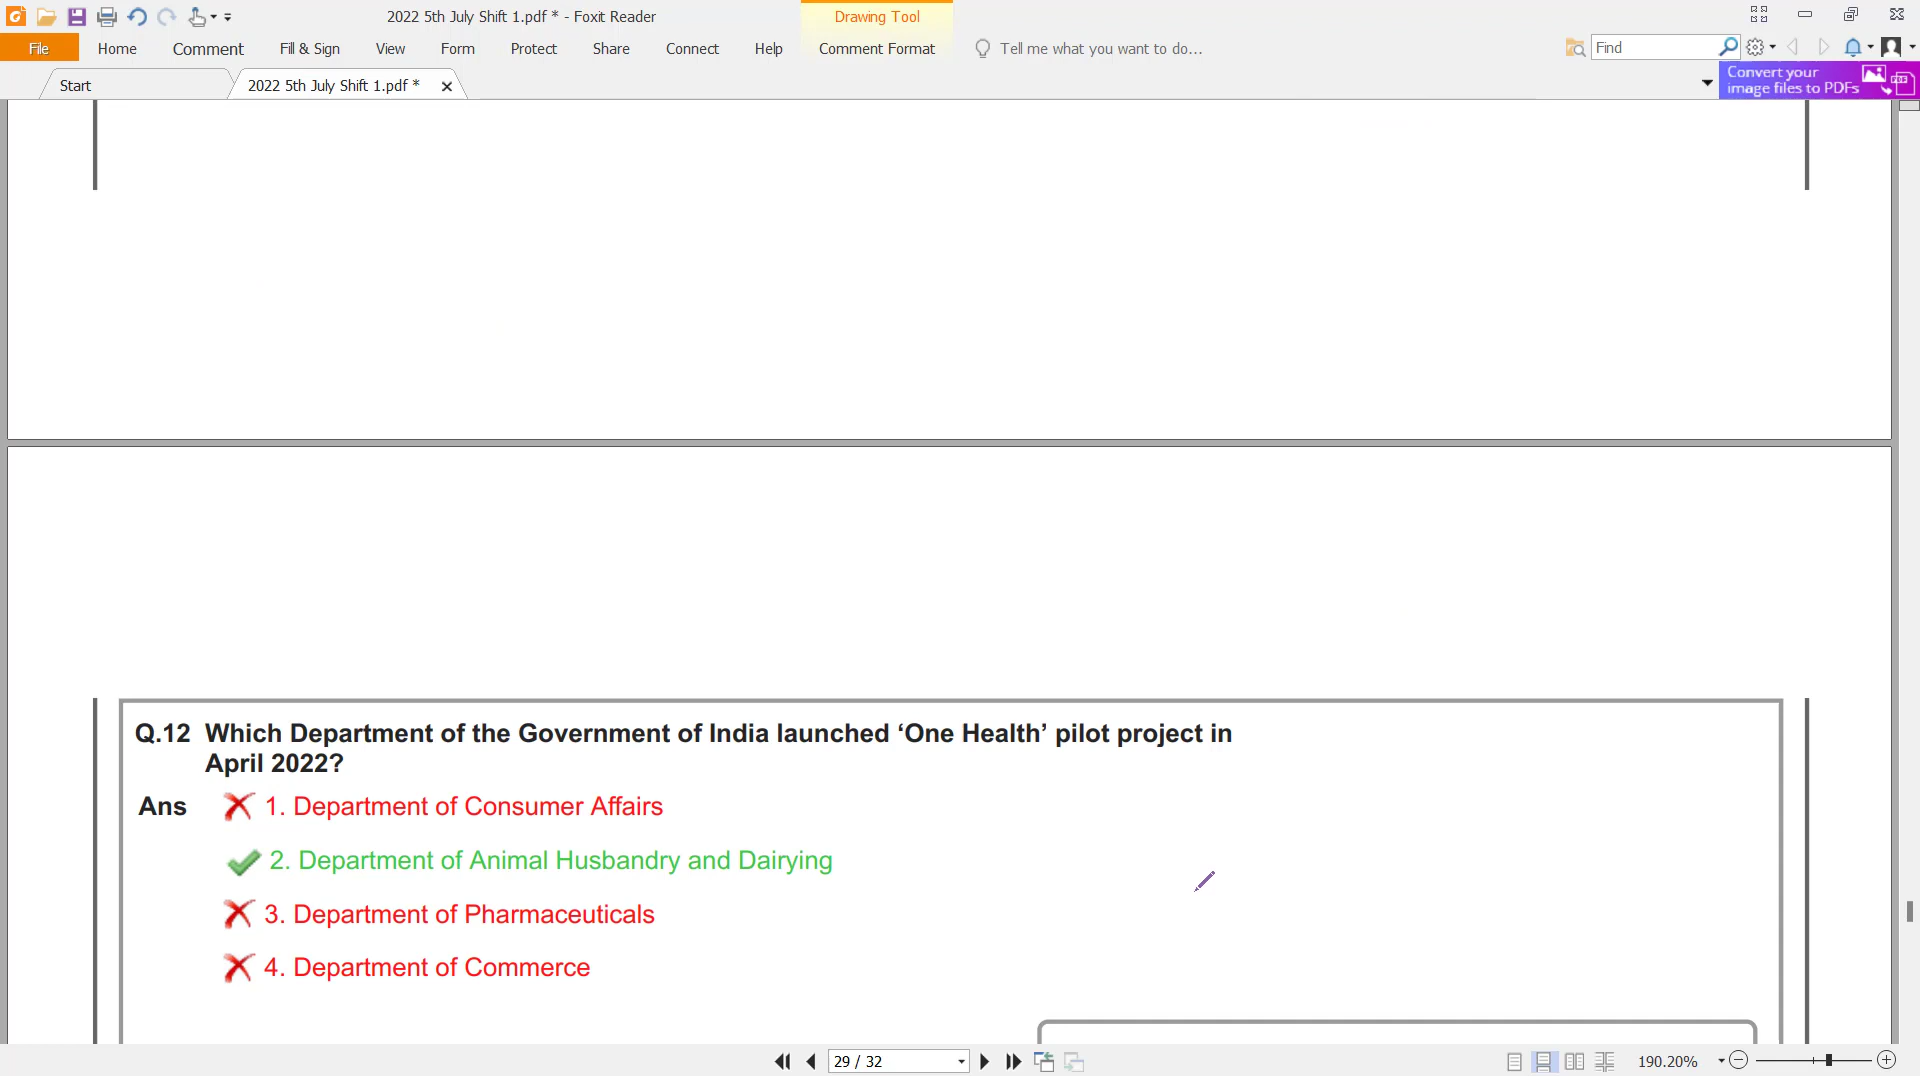 2022 5th July Shift 1.pdf * - Foxit Reader
Drawing Tool
File
Home
Comment
Fill & Sign
View
Form
Protect
Share
Connect
Help
Comment Format
Tell me what you want to do...
Find
Start
2022 5th July Shift 1.pdf *
Convert your
image files to PDFs
Q.12 Which Department of the Government of India launched ‘One Health’ pilot project in
April 2022?
Ans 1. Department of Consumer Affairs
2. Department of Animal Husbandry and Dairying
3. Department of Pharmaceuticals
4. Department of Commerce
29 / 32
190.20%